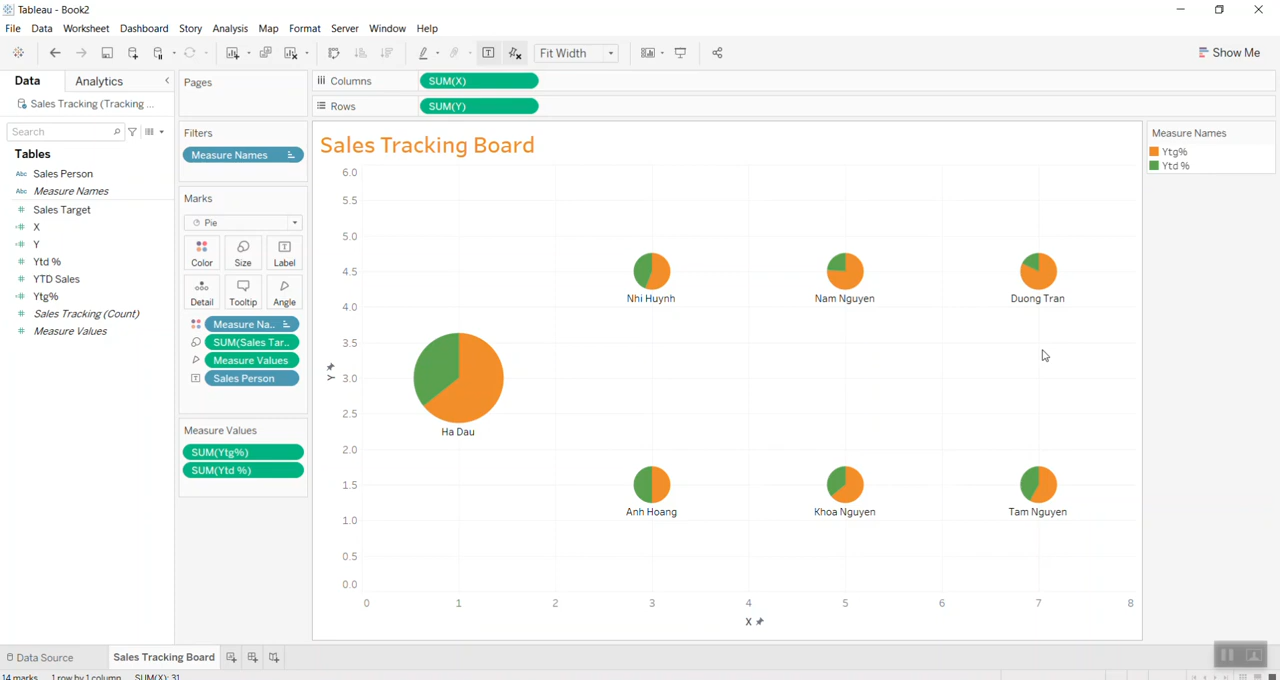 Tableau - Book2
File Data Worksheet Dashboard Story Analysis Map Format Server Window Help
Fit Width
Show Me
Data Analytics
Sales Tracking (Tracking ...
Search
Tables
Abc Sales Person
Abc Measure Names
# Sales Target
# X
# Y
# Ytd %
# YTD Sales
# Ytg%
# Sales Tracking (Count)
# Measure Values
Pages
Filters
Measure Names
Marks
Pie
Color Size Label
Detail Tooltip Angle
Measure Na..
SUM(Sales Tar..
Measure Values
Sales Person
Measure Values
SUM(Ytg%)
SUM(Ytd %)
Columns SUM(X)
Rows SUM(Y)
Sales Tracking Board
6.0
5.5
5.0
4.5
4.0
3.5
3.0
2.5
2.0
1.5
1.0
0.5
0.0
Y
Nhi Huynh Nam Nguyen Duong Tran
Ha Dau
Anh Hoang Khoa Nguyen Tam Nguyen
0 1 2 3 4 5 6 7 8
X
Measure Names
Ytg%
Ytd %
Data Source Sales Tracking Board
14 marks 1 row by 1 column SUM(X): 31